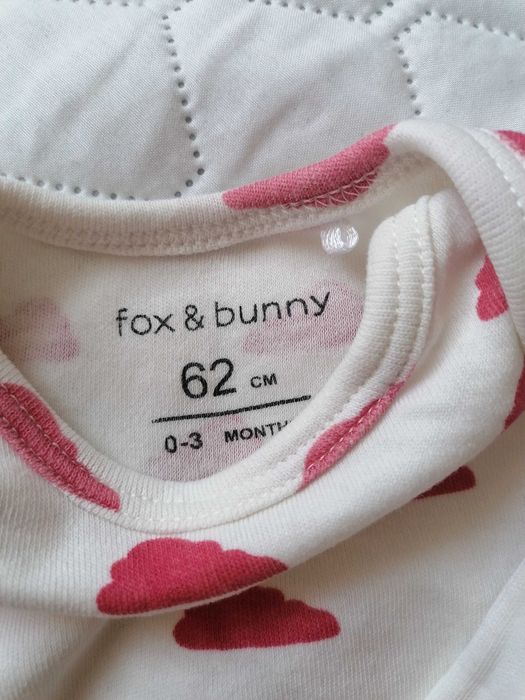 fox & bunny
62 CM
0-3 MONTH